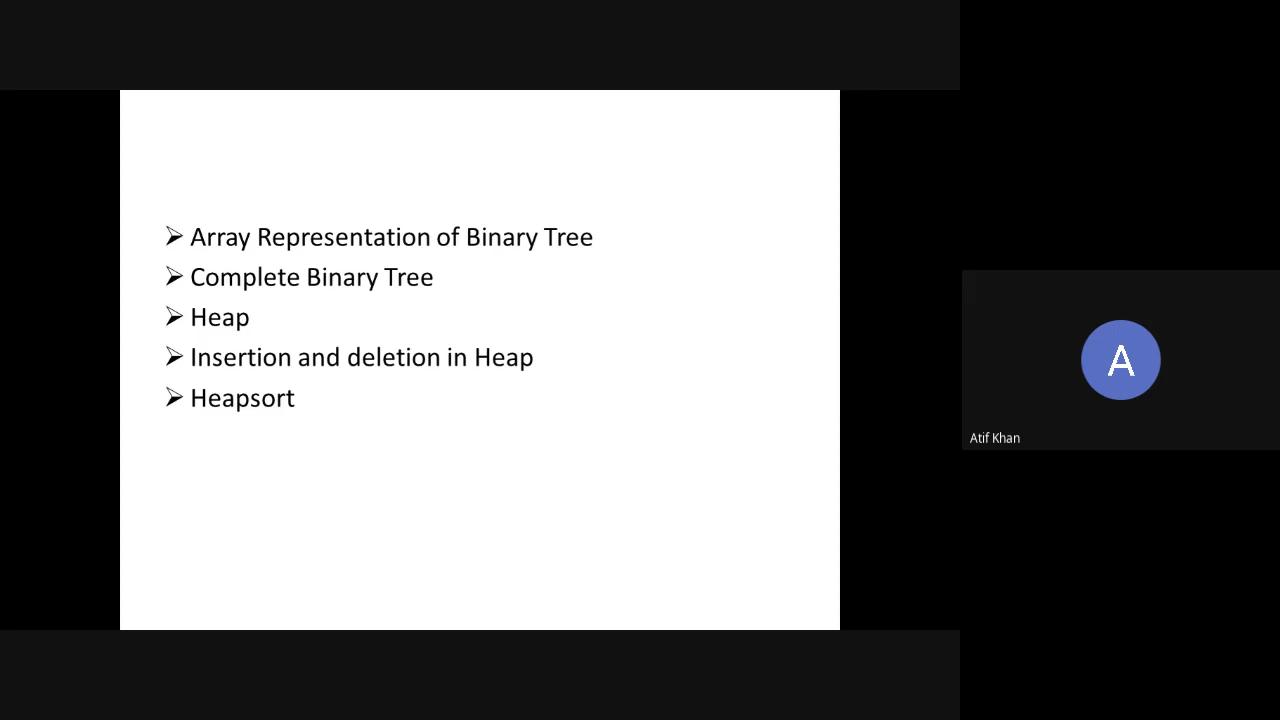 ➢ Array Representation of Binary Tree
➢ Complete Binary Tree
➢ Heap
➢ Insertion and deletion in Heap
➢ Heapsort
A
Atif Khan